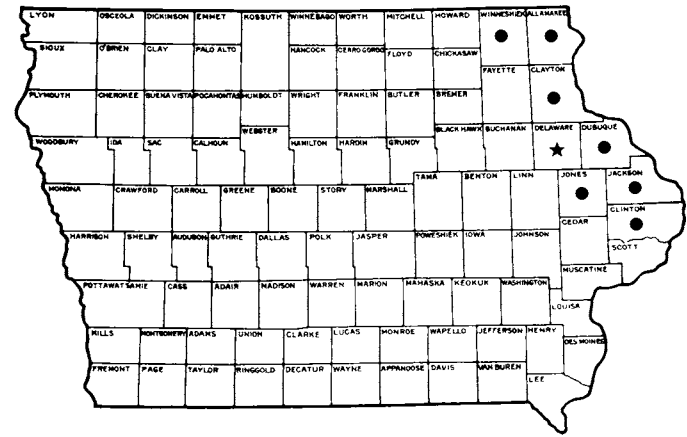 LYON OSCEOLA DICKINSON EMMET KOSSUTH WINNEBAGO WORTH MITCHELL HOWARD WINNESHIEK ALLAMAKEE
SIOUX O'BRIEN CLAY PALO ALTO HANCOCK CERRO GORDO FLOYD CHICKASAW
FAYETTE CLAYTON
PLYMOUTH CHEROKEE BUENA VISTA POCAHONTAS HUMBOLDT WRIGHT FRANKLIN BUTLER BREMER
WEBSTER BLACK HAWK BUCHANAN DELAWARE DUBUQUE
WOODBURY IDA SAC CALHOUN HAMILTON HARDIN GRUNDY
TAMA BENTON LINN JONES JACKSON
MONONA CRAWFORD CARROLL GREENE BOONE STORY MARSHALL
CLINTON
CEDAR
HARRISON SHELBY AUDUBON GUTHRIE DALLAS POLK JASPER POWESHIEK IOWA JOHNSON
SCOTT
MUSCATINE
POTTAWATTAMIE CASS ADAIR MADISON WARREN MARION MAHASKA KEOKUK WASHINGTON
LOUISA
MILLS MONTGOMERY ADAMS UNION CLARKE LUCAS MONROE WAPELLO JEFFERSON HENRY
DES MOINES
FREMONT PAGE TAYLOR RINGGOLD DECATUR WAYNE APPANOOSE DAVIS VAN BUREN
LEE